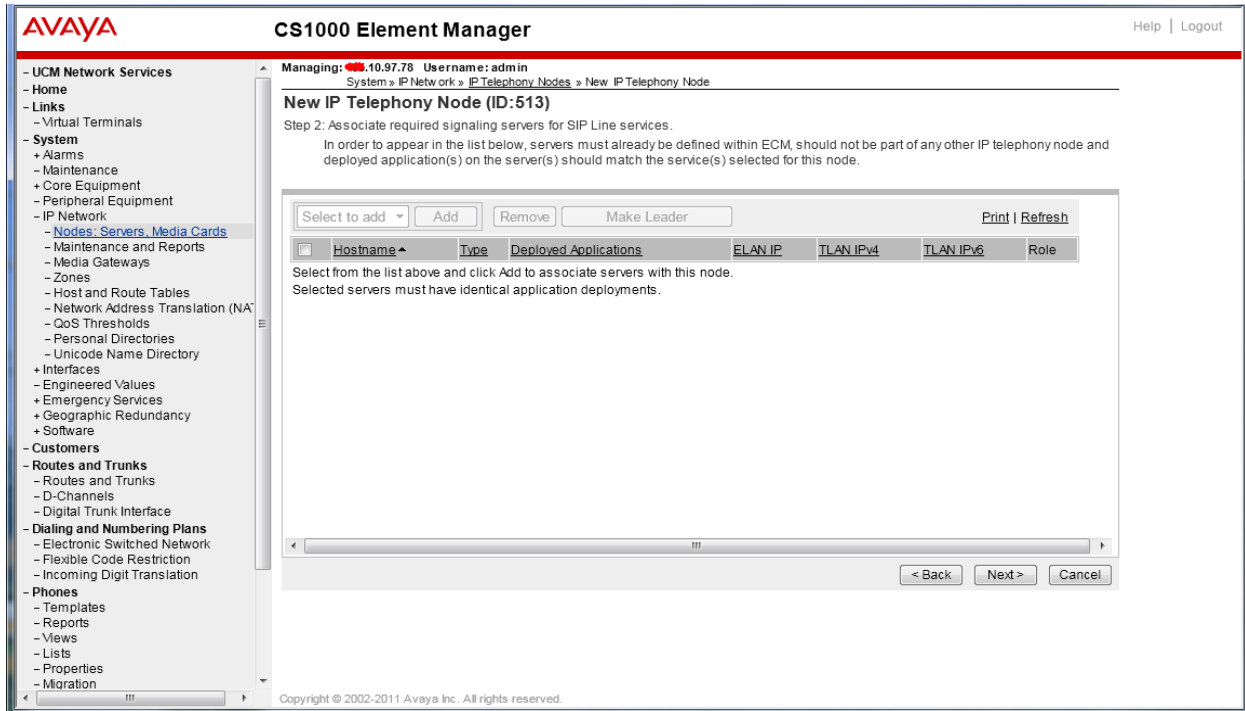 AVAYA
CS1000 Element Manager
Help | Logout
– UCM Network Services
– Home
– Links
– Virtual Terminals
– System
+ Alarms
– Maintenance
+ Core Equipment
– Peripheral Equipment
– IP Network
– Nodes: Servers, Media Cards
– Maintenance and Reports
– Media Gateways
– Zones
– Host and Route Tables
– Network Address Translation (NA
– QoS Thresholds
– Personal Directories
– Unicode Name Directory
+ Interfaces
– Engineered Values
+ Emergency Services
+ Geographic Redundancy
+ Software
– Customers
– Routes and Trunks
– Routes and Trunks
– D-Channels
– Digital Trunk Interface
– Dialing and Numbering Plans
– Electronic Switched Network
– Flexible Code Restriction
– Incoming Digit Translation
– Phones
– Templates
– Reports
– Views
– Lists
– Properties
– Migration
Managing: .10.97.78 Username: admin
System » IP Network » IP Telephony Nodes » New IP Telephony Node
New IP Telephony Node (ID:513)
Step 2: Associate required signaling servers for SIP Line services.
In order to appear in the list below, servers must already be defined within ECM, should not be part of any other IP telephony node and
deployed application(s) on the server(s) should match the service(s) selected for this node.
Select to add Add Remove Make Leader Print | Refresh
Hostname Type Deployed Applications ELAN IP TLAN IPv4 TLAN IPv6 Role
Select from the list above and click Add to associate servers with this node.
Selected servers must have identical application deployments.
< Back Next > Cancel
Copyright © 2002-2011 Avaya Inc. All rights reserved.